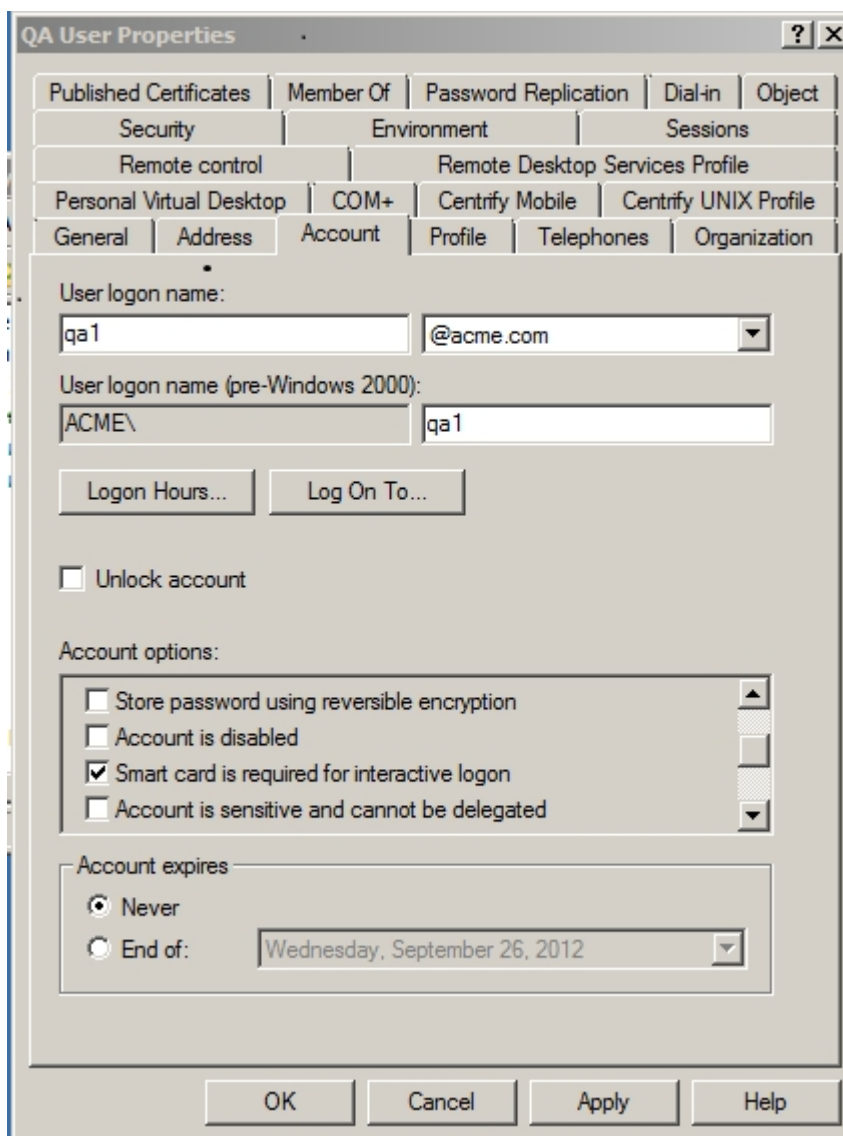 QA User Properties
Published Certificates Member Of Password Replication Dial-in Object
Security Environment Sessions
Remote control Remote Desktop Services Profile
Personal Virtual Desktop COM+ Centrify Mobile Centrify UNIX Profile
General Address Account Profile Telephones Organization
User logon name:
qa1 @acme.com
User logon name (pre-Windows 2000):
ACME\ qa1
Logon Hours... Log On To...
Unlock account
Account options:
Store password using reversible encryption
Account is disabled
Smart card is required for interactive logon
Account is sensitive and cannot be delegated
Account expires
Never
End of: Wednesday, September 26, 2012
OK Cancel Apply Help